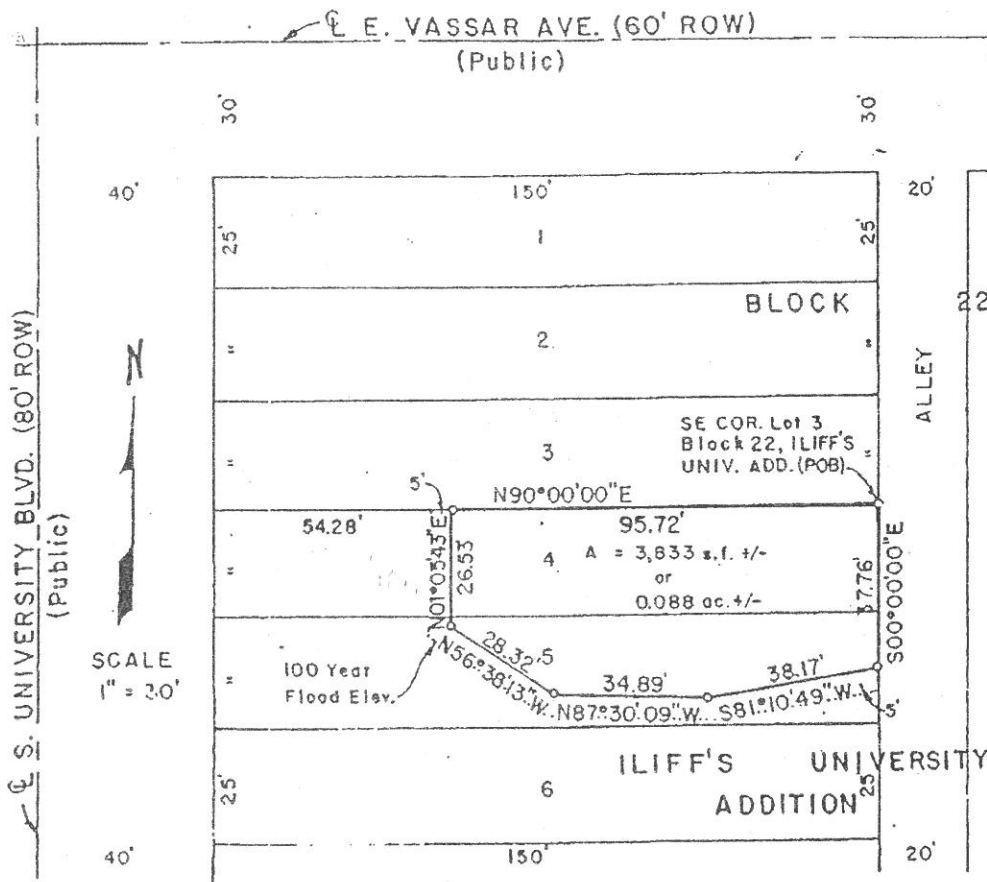 ℄ E. VASSAR AVE. (60' ROW)
(Public)
30'
30'
40'
150'
20'
25'
1
25'
BLOCK
22
2
"
"
ALLEY
℄ S. UNIVERSITY BLVD. (80' ROW)
(Public)
N
SCALE
1" = 30'
3
"
"
SE COR. Lot 3
Block 22, ILIFF'S
UNIV. ADD. (POB)
5'
N90°00'00"E
54.28'
95.72'
4
A = 3,833 s.f. +/-
or
0.088 ac. +/-
"
N01°05'43"E
26.53'
37.76'
S00°00'00"E
100 Year
Flood Elev.
"
28.32'
5
N56°38'13"W
34.89'
N87°30'09"W
38.17'
S81°10'49"W
5'
ILIFF'S UNIVERSITY
ADDITION
25'
6
25'
40'
150'
20'